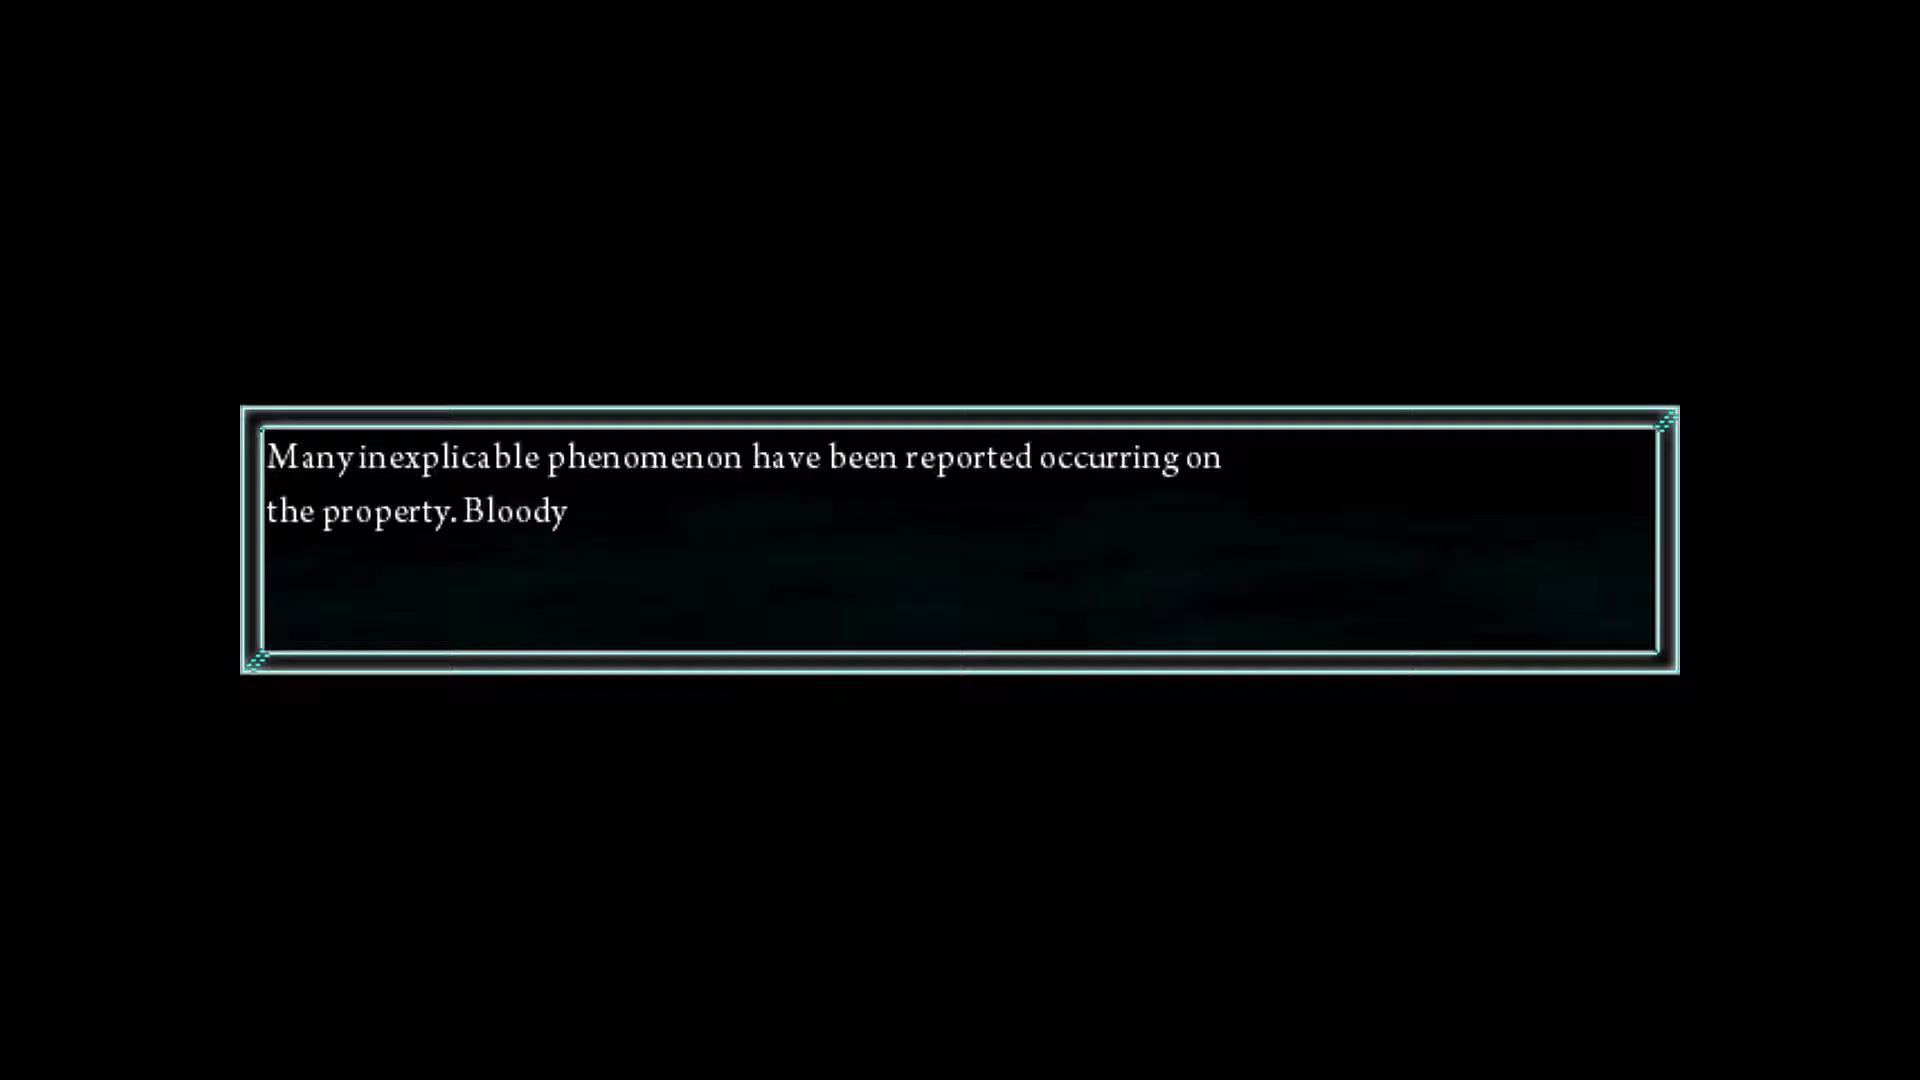 Many inexplicable phenomenon have been reported occurring on
the property. Bloody